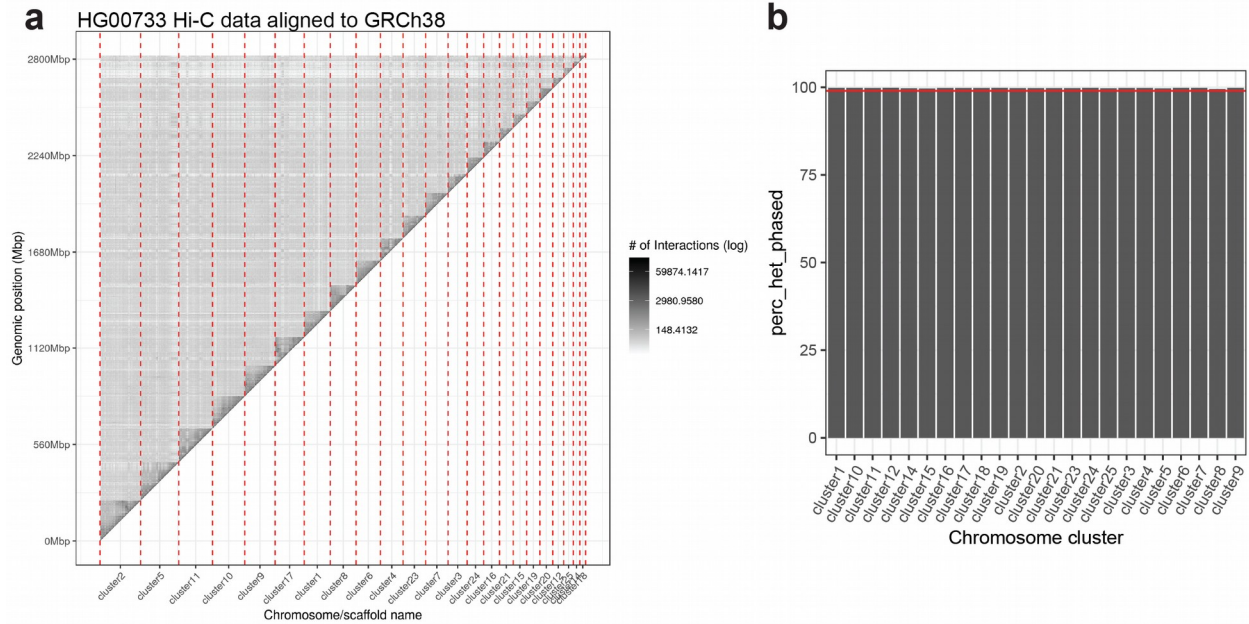 a
HG00733 Hi-C data aligned to GRCh38
2800Mbp
2240Mbp
1680Mbp
1120Mbp
560Mbp
0Mbp
Genomic position (Mbp)
cluster2
cluster5
cluster11
cluster10
cluster9
cluster17
cluster1
cluster8
cluster6
cluster4
cluster23
cluster7
cluster3
cluster24
cluster16
cluster21
cluster15
cluster19
cluster20
cluster12
Chromosome/scaffold name
# of Interactions (log)
59874.1417
2980.9580
148.4132
b
100
75
50
25
0
perc_het_phased
cluster1
cluster10
cluster11
cluster12
cluster14
cluster15
cluster16
cluster17
cluster18
cluster19
cluster2
cluster20
cluster21
cluster23
cluster24
cluster25
cluster3
cluster4
cluster5
cluster6
cluster7
cluster8
cluster9
Chromosome cluster